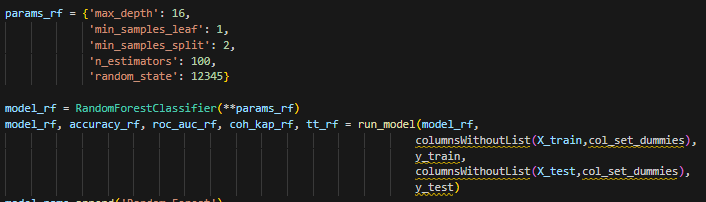 params_rf = {'max_depth': 16,
'min_samples_leaf': 1,
'min_samples_split': 2,
'n_estimators': 100,
'random_state': 12345}
model_rf = RandomForestClassifier(**params_rf)
model_rf, accuracy_rf, roc_auc_rf, coh_kap_rf, tt_rf = run_model(model_rf,
columnsWithoutList(X_train,col_set_dummies),
y_train,
columnsWithoutList(X_test,col_set_dummies),
y_test)